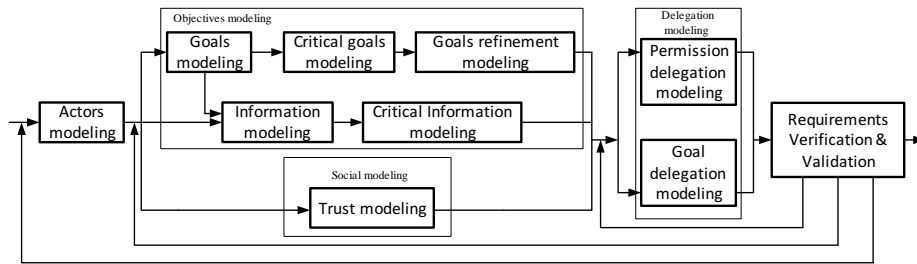 Objectives modeling
Goals
modeling
Critical goals
modeling
Goals refinement
modeling
Actors
modeling
Information
modeling
Critical Information
modeling
Social modeling
Trust modeling
Delegation
modeling
Permission
delegation
modeling
Goal
delegation
modeling
Requirements
Verification &
Validation